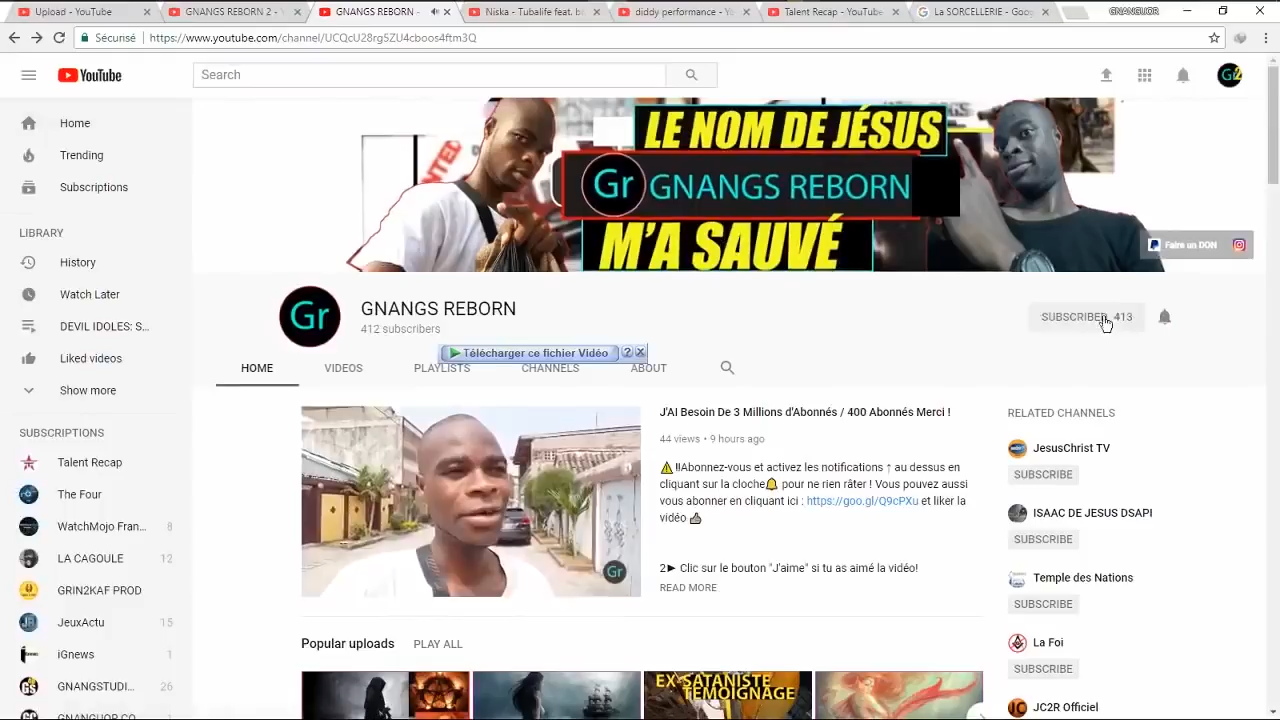 Upload - YouTube
GNANGS REBORN 2 - 
GNANGS REBORN -
Niska - Tubalife feat. b
diddy performance - Yo
Talent Recap - YouTube
La SORCELLERIE - Goo
GNANGUOR
Sécurisé
https://www.youtube.com/channel/UCQcU28rgSZU4cboos4ftm3Q
YouTube
Search
Home
Trending
Subscriptions
LIBRARY
History
Watch Later
DEVIL IDOLES: S...
Liked videos
Show more
SUBSCRIPTIONS
Talent Recap
The Four
WatchMojo Fran... 8
LA CAGOULE 12
GRIN2KAF PROD
JeuxActu 15
iGnews 1
GNANGSTUDI... 26
GNANGUOR CO
LE NOM DE JÉSUS
Gr GNANGS REBORN
M'A SAUVÉ
Faire un DON
Gr
GNANGS REBORN
412 subscribers
SUBSCRIBED 413
Télécharger ce fichier Vidéo ?
HOME
VIDEOS
PLAYLISTS
CHANNELS
ABOUT
Gr
J'AI Besoin De 3 Millions d'Abonnés / 400 Abonnés Merci !
44 views • 9 hours ago
⚠️‼Abonnez-vous et activez les notifications ↑ au dessus en
cliquant sur la cloche🔔 pour ne rien râter ! Vous pouvez aussi
vous abonner en cliquant ici : https://goo.gl/Q9cPXu et liker la
vidéo 👍
2► Clic sur le bouton "J'aime" si tu as aimé la vidéo!
READ MORE
Popular uploads
PLAY ALL
EX-SATANISTE
TÉMOIGNAGE
RELATED CHANNELS
JesusChrist TV
SUBSCRIBE
ISAAC DE JESUS DSAPI
SUBSCRIBE
Temple des Nations
SUBSCRIBE
La Foi
SUBSCRIBE
JC2R Officiel